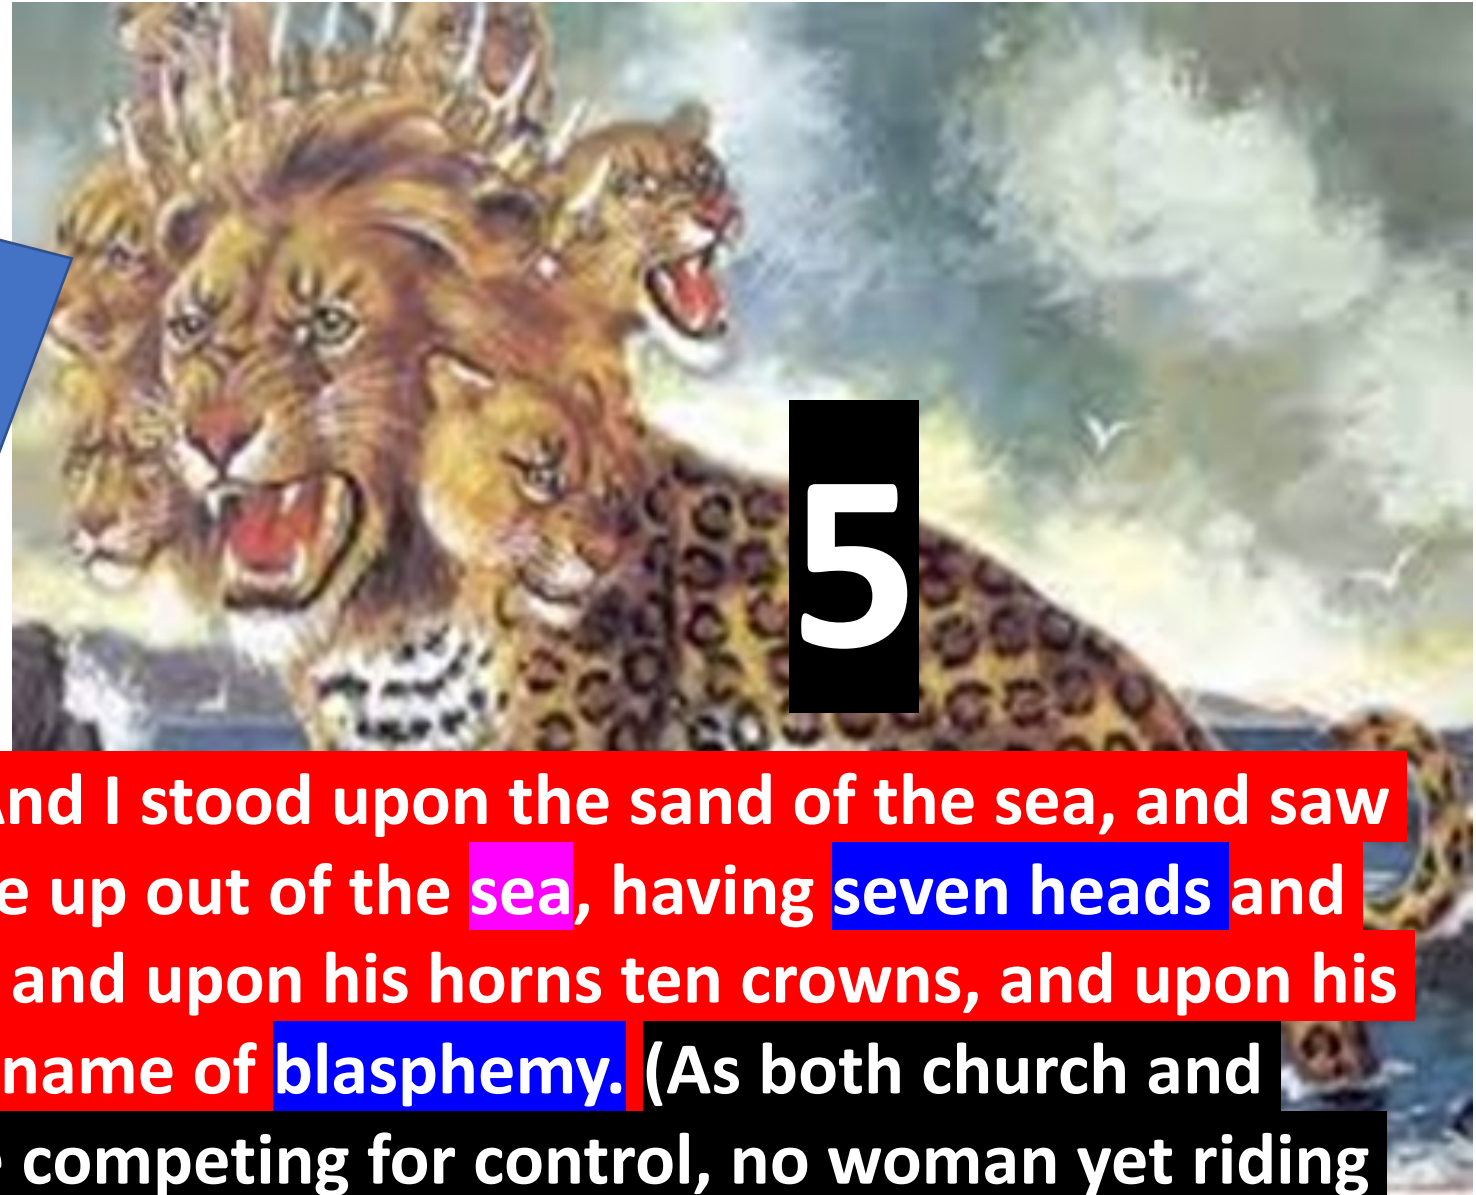 5
And I stood upon the sand of the sea, and saw
up out of the sea, having seven heads and
and upon his horns ten crowns, and upon his
name of blasphemy. (As both church and
competing for control, no woman yet riding